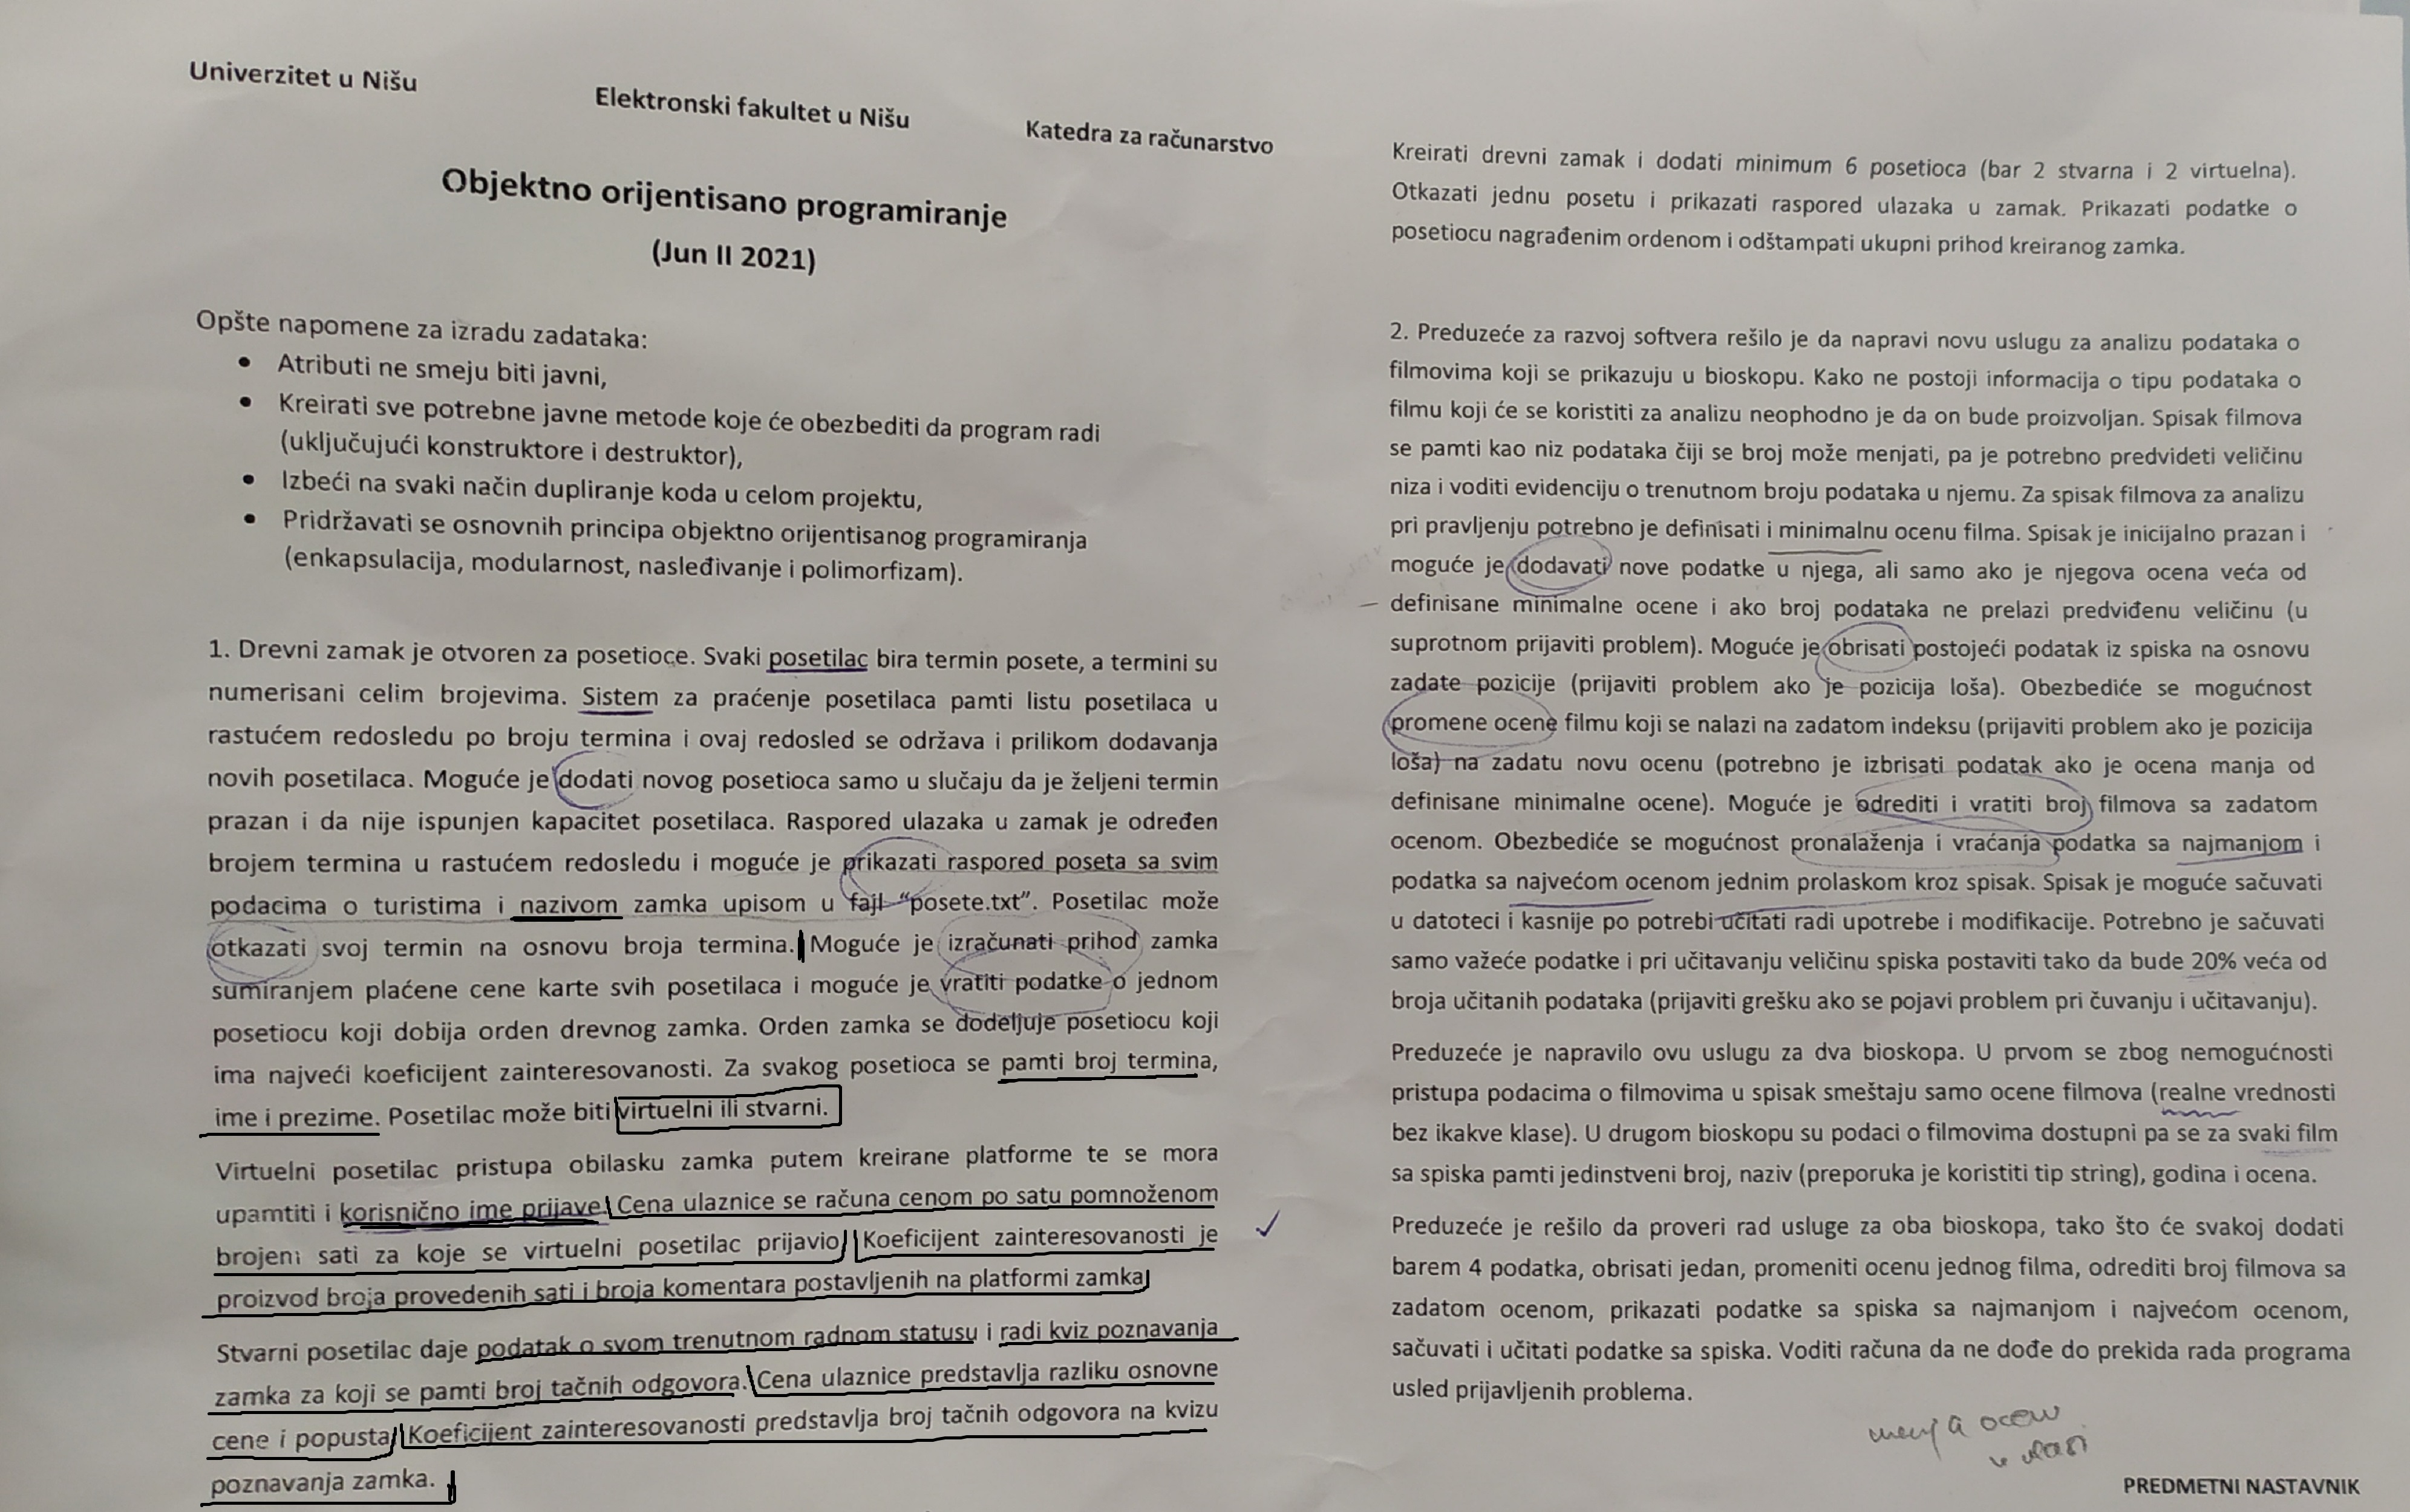 Univerzitet u Nišu
Elektronski fakultet u Nišu
Katedra za računarstvo
Objektno orijentisano programiranje
(Jun II 2021)
Opšte napomene za izradu zadataka:
• Atributi ne smeju biti javni,
• Kreirati sve potrebne javne metode koje će obezbediti da program radi
(uključujući konstruktore i destruktor),
• Izbeći na svaki način dupliranje koda u celom projektu,
• Pridržavati se osnovnih principa objektno orijentisanog programiranja
(enkapsulacija, modularnost, nasleđivanje i polimorfizam).
1. Drevni zamak je otvoren za posetioce. Svaki posetilac bira termin posete, a termini su
numerisani celim brojevima. Sistem za praćenje posetilaca pamti listu posetilaca u
rastućem redosledu po broju termina i ovaj redosled se održava i prilikom dodavanja
novih posetilaca. Moguće je dodati novog posetioca samo u slučaju da je željeni termin
prazan i da nije ispunjen kapacitet posetilaca. Raspored ulazaka u zamak je određen
brojem termina u rastućem redosledu i moguće je prikazati raspored poseta sa svim
podacima o turistima i nazivom zamka upisom u fajl “posete.txt”. Posetilac može
otkazati svoj termin na osnovu broja termina. Moguće je izračunati prihod zamka
sumiranjem plaćene cene karte svih posetilaca i moguće je vratiti podatke o jednom
posetiocu koji dobija orden drevnog zamka. Orden zamka se dodeljuje posetiocu koji
ima najveći koeficijent zainteresovanosti. Za svakog posetioca se pamti broj termina,
ime i prezime. Posetilac može biti virtuelni ili stvarni.
Virtuelni posetilac pristupa obilasku zamka putem kreirane platforme te se mora
upamtiti i korisnično ime prijave. Cena ulaznice se računa cenom po satu pomnoženom
brojem sati za koje se virtuelni posetilac prijavio. Koeficijent zainteresovanosti je
proizvod broja provedenih sati i broja komentara postavljenih na platformi zamka
Stvarni posetilac daje podatak o svom trenutnom radnom statusu i radi kviz poznavanja
zamka za koji se pamti broj tačnih odgovora. Cena ulaznice predstavlja razliku osnovne
cene i popusta. Koeficijent zainteresovanosti predstavlja broj tačnih odgovora na kvizu
poznavanja zamka.
Kreirati drevni zamak i dodati minimum 6 posetioca (bar 2 stvarna i 2 virtuelna).
Otkazati jednu posetu i prikazati raspored ulazaka u zamak. Prikazati podatke o
posetiocu nagrađenim ordenom i odštampati ukupni prihod kreiranog zamka.
2. Preduzeće za razvoj softvera rešilo je da napravi novu uslugu za analizu podataka o
filmovima koji se prikazuju u bioskopu. Kako ne postoji informacija o tipu podataka o
filmu koji će se koristiti za analizu neophodno je da on bude proizvoljan. Spisak filmova
se pamti kao niz podataka čiji se broj može menjati, pa je potrebno predvideti veličinu
niza i voditi evidenciju o trenutnom broju podataka u njemu. Za spisak filmova za analizu
pri pravljenju potrebno je definisati i minimalnu ocenu filma. Spisak je inicijalno prazan i
moguće je dodavati nove podatke u njega, ali samo ako je njegova ocena veća od
definisane minimalne ocene i ako broj podataka ne prelazi predviđenu veličinu (u
suprotnom prijaviti problem). Moguće je obrisati postojeći podatak iz spiska na osnovu
zadate pozicije (prijaviti problem ako je pozicija loša). Obezbediće se mogućnost
promene ocene filmu koji se nalazi na zadatom indeksu (prijaviti problem ako je pozicija
loša) na zadatu novu ocenu (potrebno je izbrisati podatak ako je ocena manja od
definisane minimalne ocene). Moguće je odrediti i vratiti broj filmova sa zadatom
ocenom. Obezbediće se mogućnost pronalaženja i vraćanja podatka sa najmanjom i
podatka sa najvećom ocenom jednim prolaskom kroz spisak. Spisak je moguće sačuvati
u datoteci i kasnije po potrebi učitati radi upotrebe i modifikacije. Potrebno je sačuvati
samo važeće podatke i pri učitavanju veličinu spiska postaviti tako da bude 20% veća od
broja učitanih podataka (prijaviti grešku ako se pojavi problem pri čuvanju i učitavanju).
Preduzeće je napravilo ovu uslugu za dva bioskopa. U prvom se zbog nemogućnosti
pristupa podacima o filmovima u spisak smeštaju samo ocene filmova (realne vrednosti
bez ikakve klase). U drugom bioskopu su podaci o filmovima dostupni pa se za svaki film
sa spiska pamti jedinstveni broj, naziv (preporuka je koristiti tip string), godina i ocena.
Preduzeće je rešilo da proveri rad usluge za oba bioskopa, tako što će svakoj dodati
barem 4 podatka, obrisati jedan, promeniti ocenu jednog filma, odrediti broj filmova sa
zadatom ocenom, prikazati podatke sa spiska sa najmanjom i najvećom ocenom,
sačuvati i učitati podatke sa spiska. Voditi računa da ne dođe do prekida rada programa
usled prijavljenih problema.
PREDMETNI NASTAVNIK